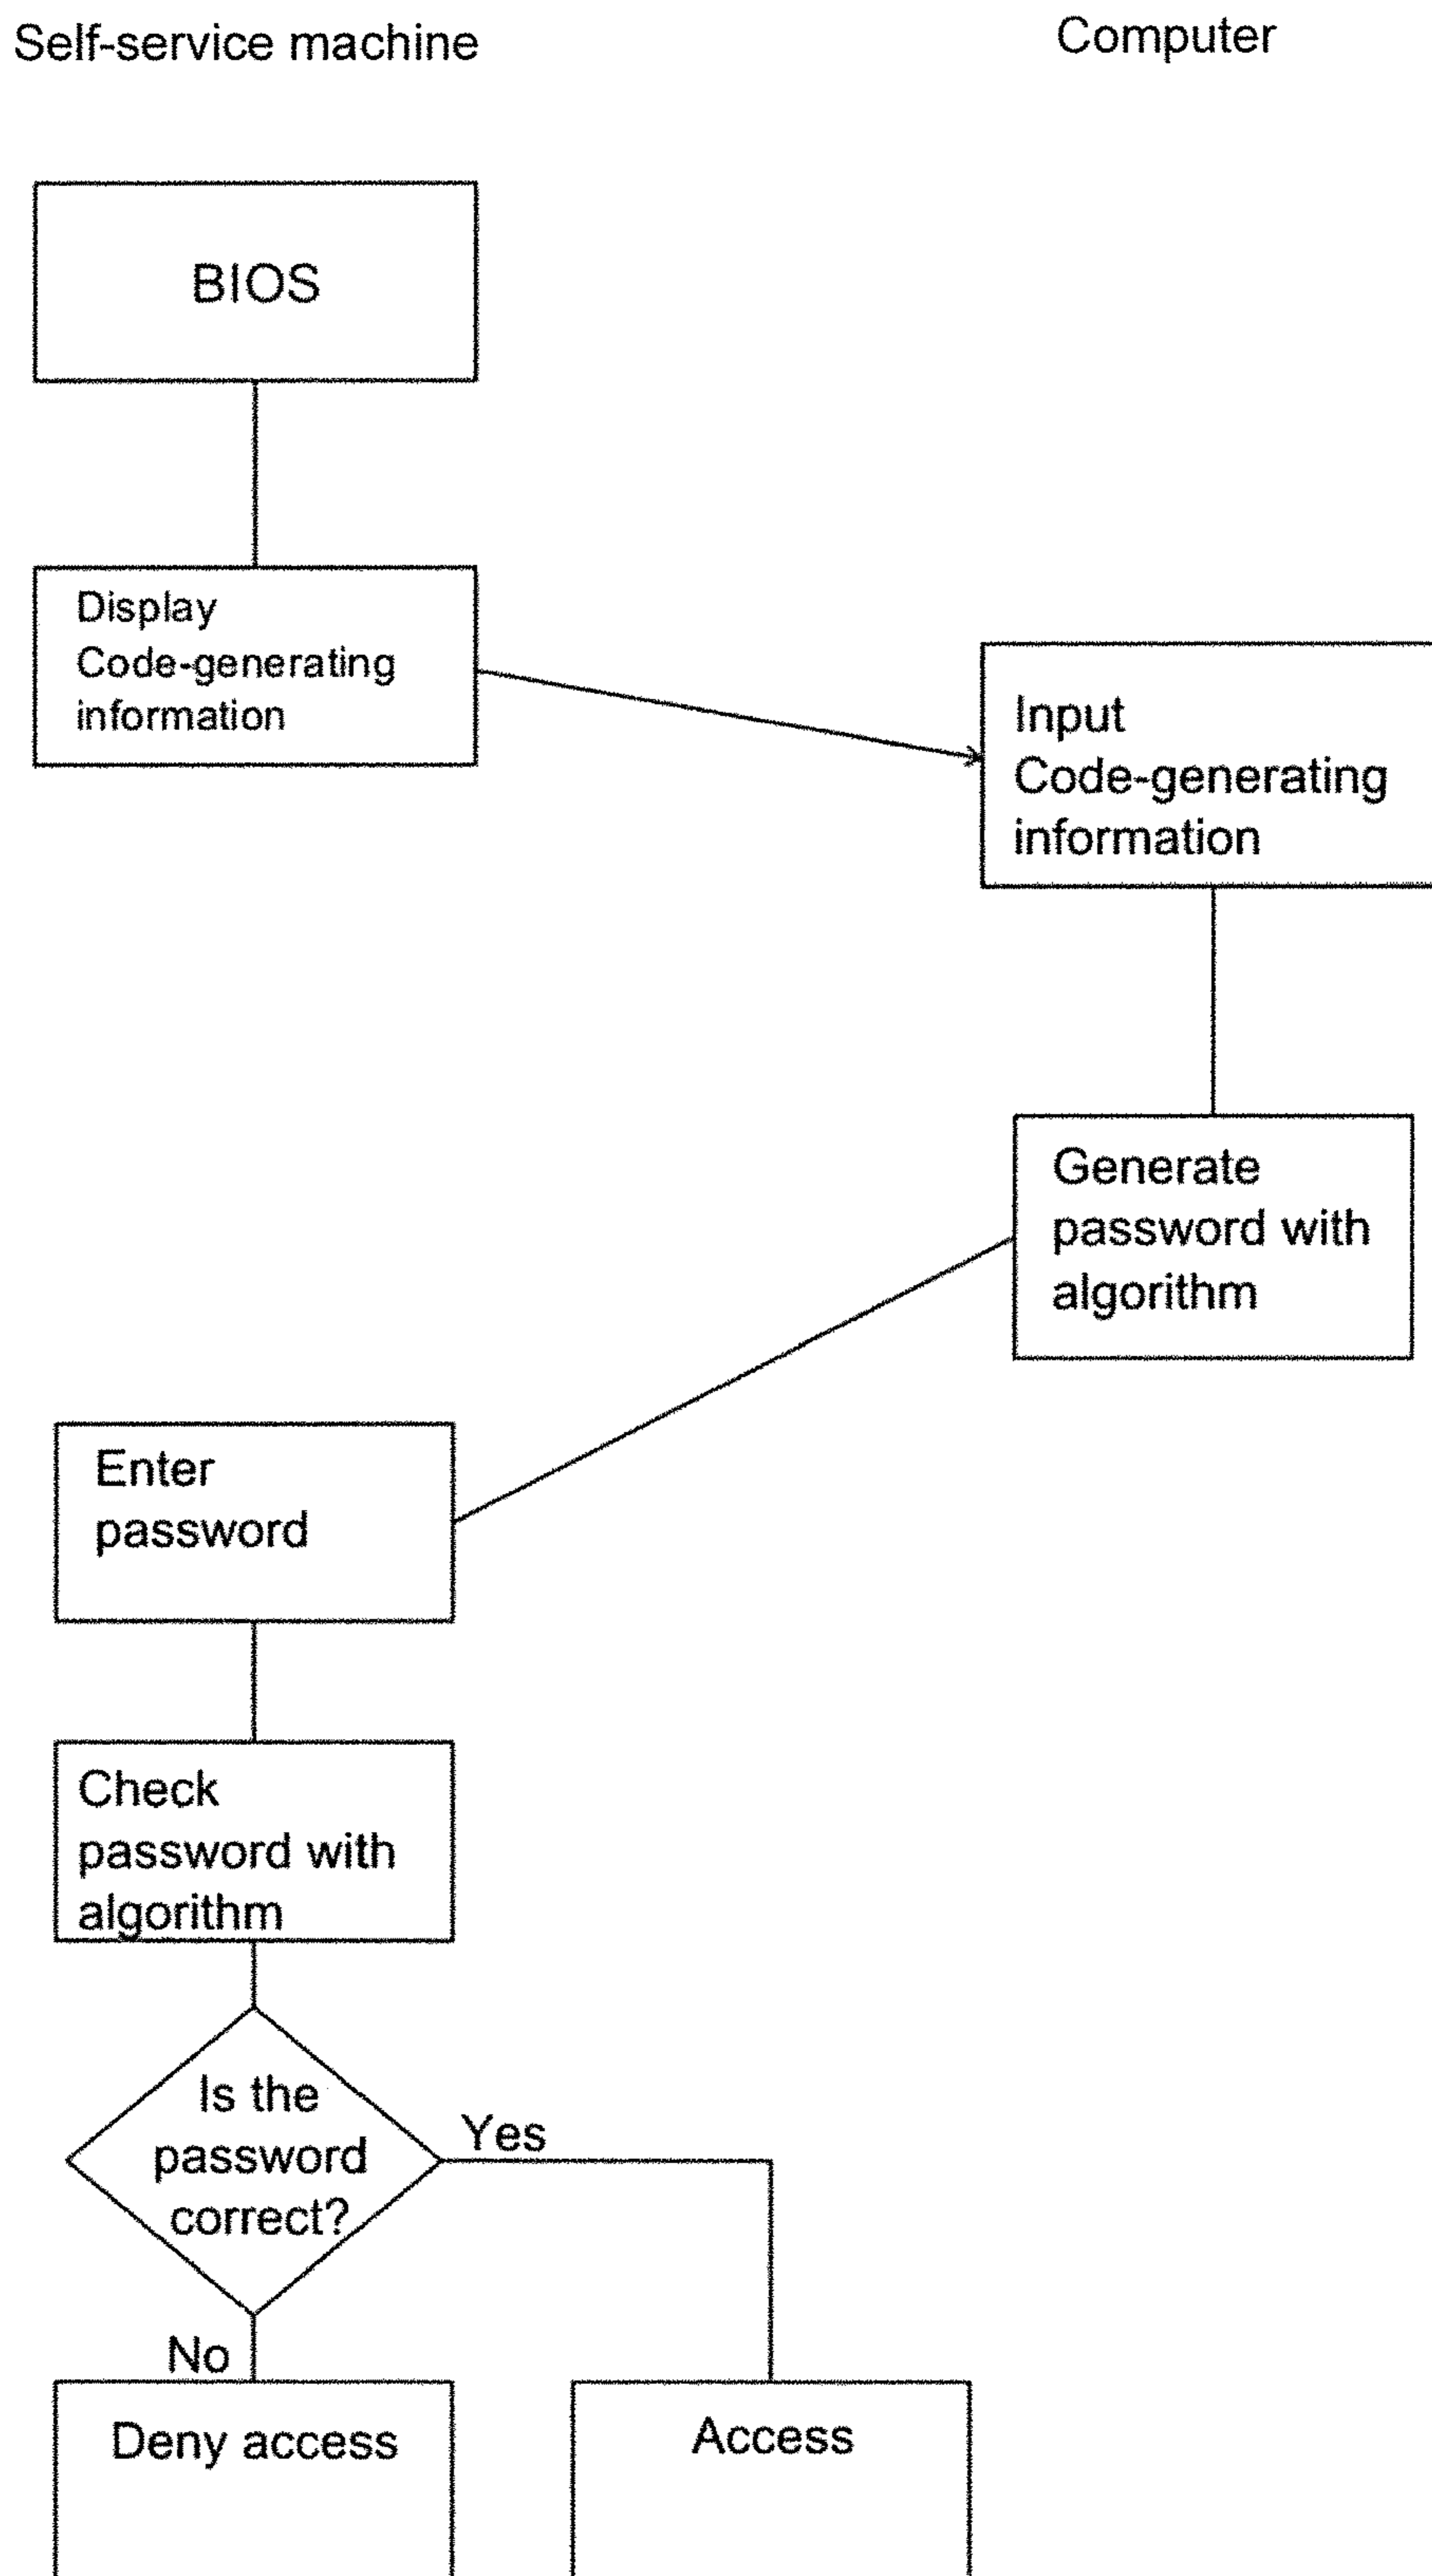 Self-service machine
Computer
BIOS
Display
Code-generating
information
Input
Code-generating
information
Generate
password with
algorithm
Enter
password
Check
password with
algorithm
Is the
password
correct?
Yes
No
Deny access
Access